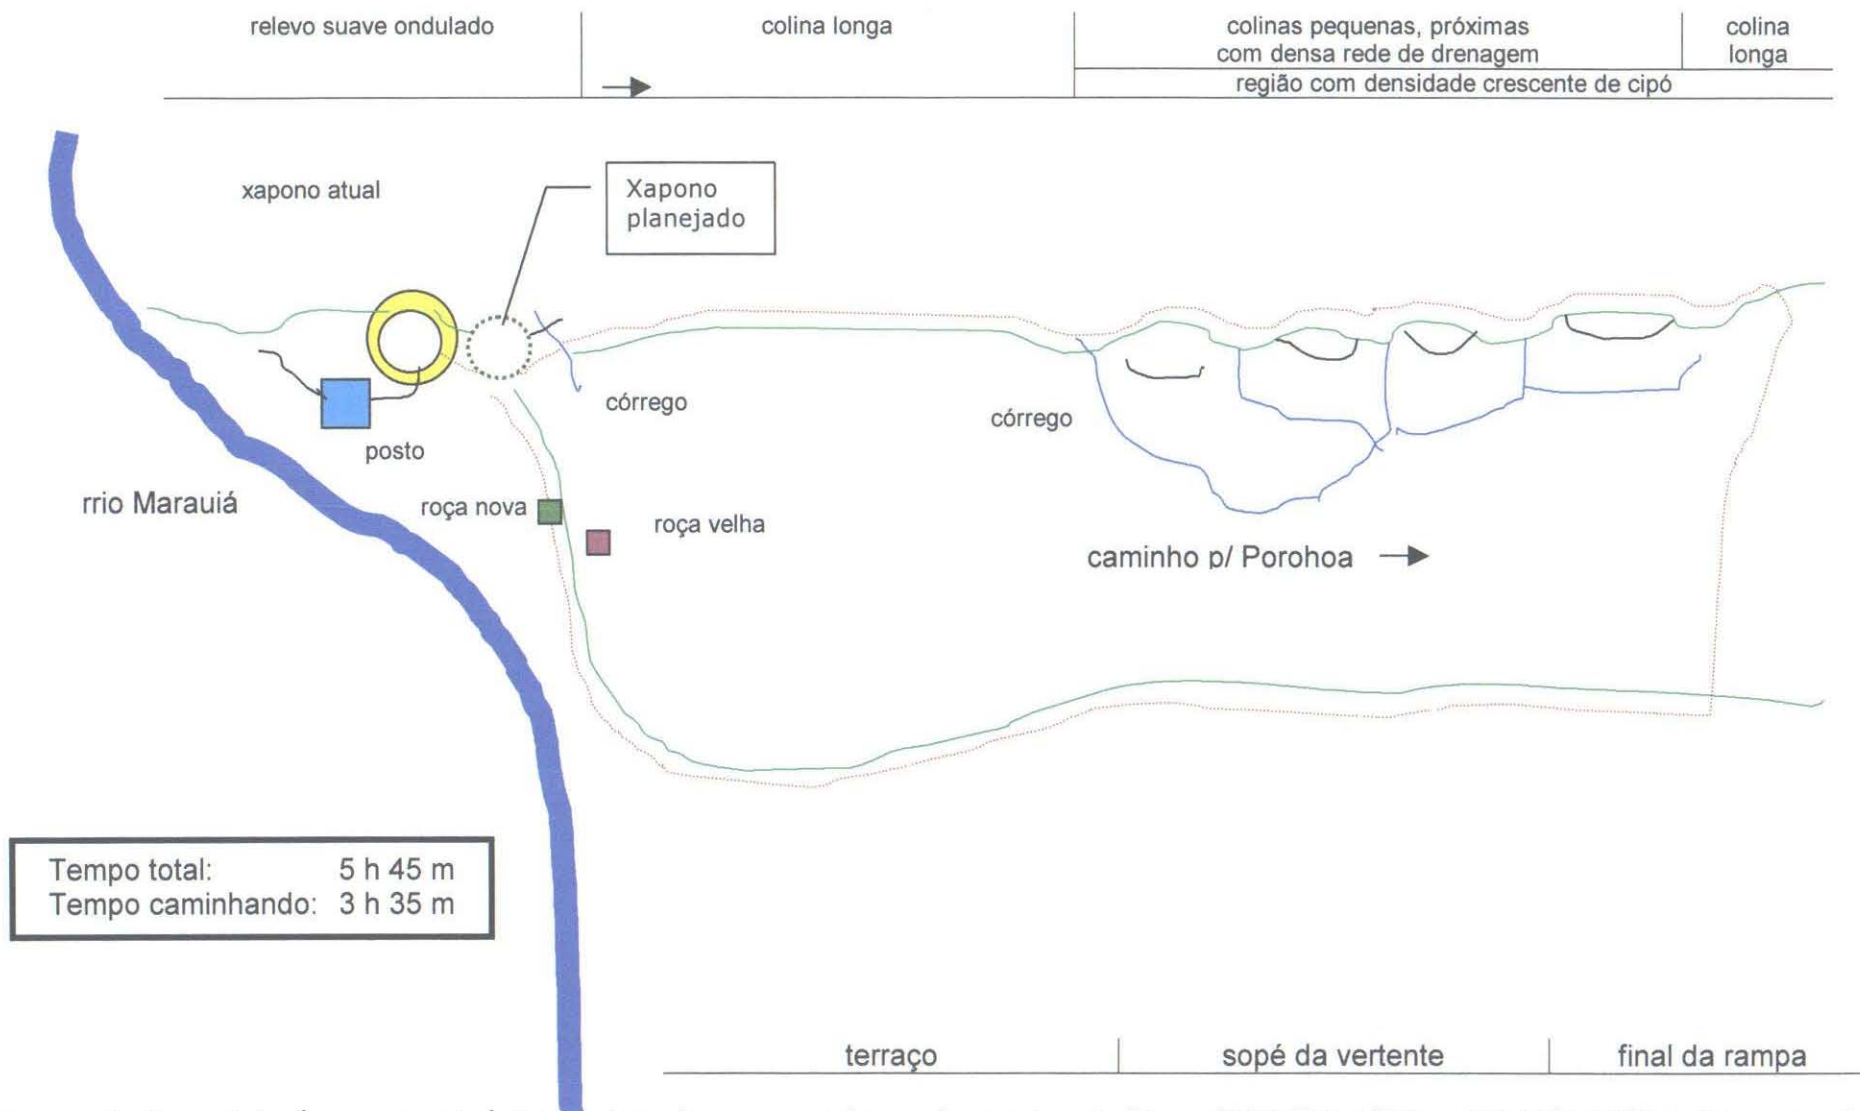 relevo suave ondulado
colina longa
colinas pequenas, próximas
com densa rede de drenagem
colina
longa
região com densidade crescente de cipó
xapono atual
Xapono
planejado
córrego
córrego
posto
rrio Marauiá
roça nova
roça velha
caminho p/ Porohoa
Tempo total: 5 h 45 m
Tempo caminhando: 3 h 35 m
terraço
sopé da vertente
final da rampa